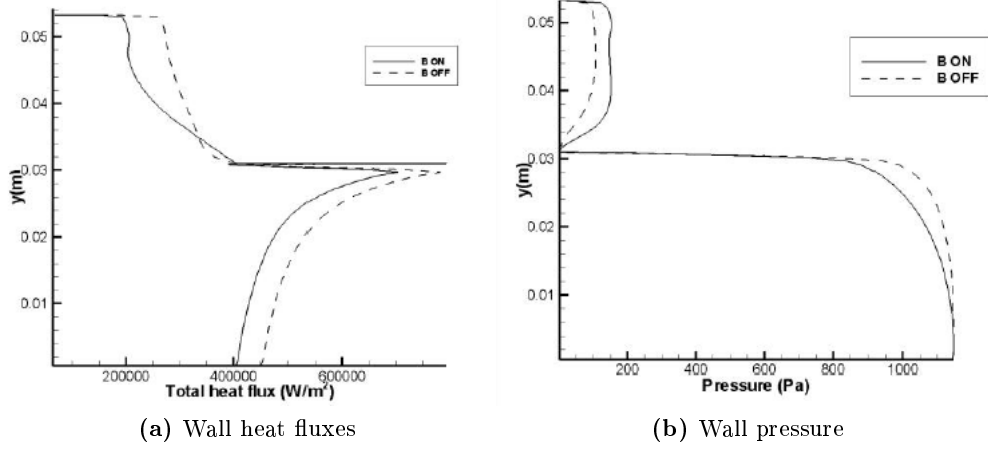 0.05
0.04
0.03
0.02
0.01
y(m)
200000 400000 600000
Total heat flux (W/m²)
B ON
B OFF
(a) Wall heat fluxes
0.05
0.04
0.03
0.02
0.01
y(m)
200 400 600 800 1000
Pressure (Pa)
B ON
B OFF
(b) Wall pressure